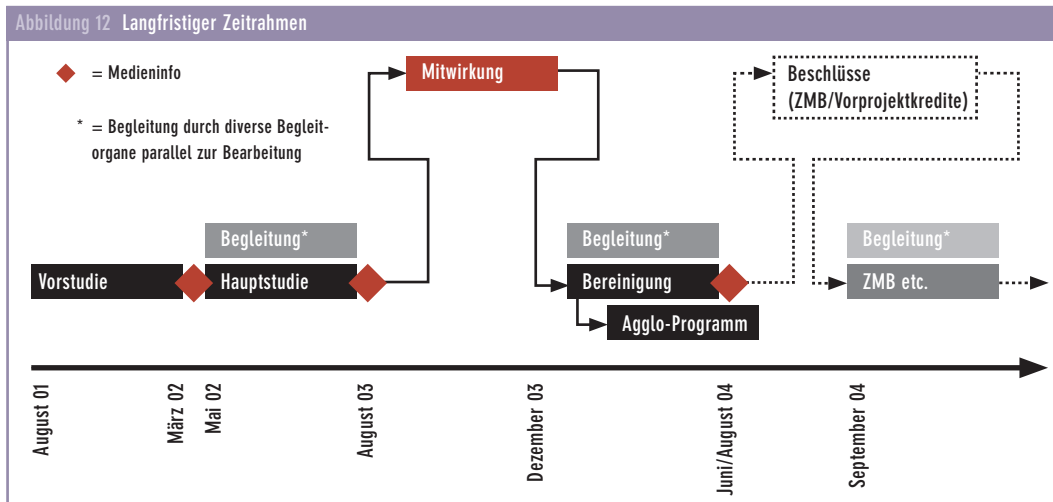 Abbildung 12 Langfristiger Zeitrahmen
= Medieninfo
* = Begleitung durch diverse Begleit-
organe parallel zur Bearbeitung
Mitwirkung
Beschlüsse
(ZMB/Vorprojektkredite)
Begleitung*
Begleitung*
Begleitung*
Vorstudie
Hauptstudie
Bereinigung
ZMB etc.
Agglo-Programm
August 01
März 02
Mai 02
August 03
Dezember 03
Juni/August 04
September 04